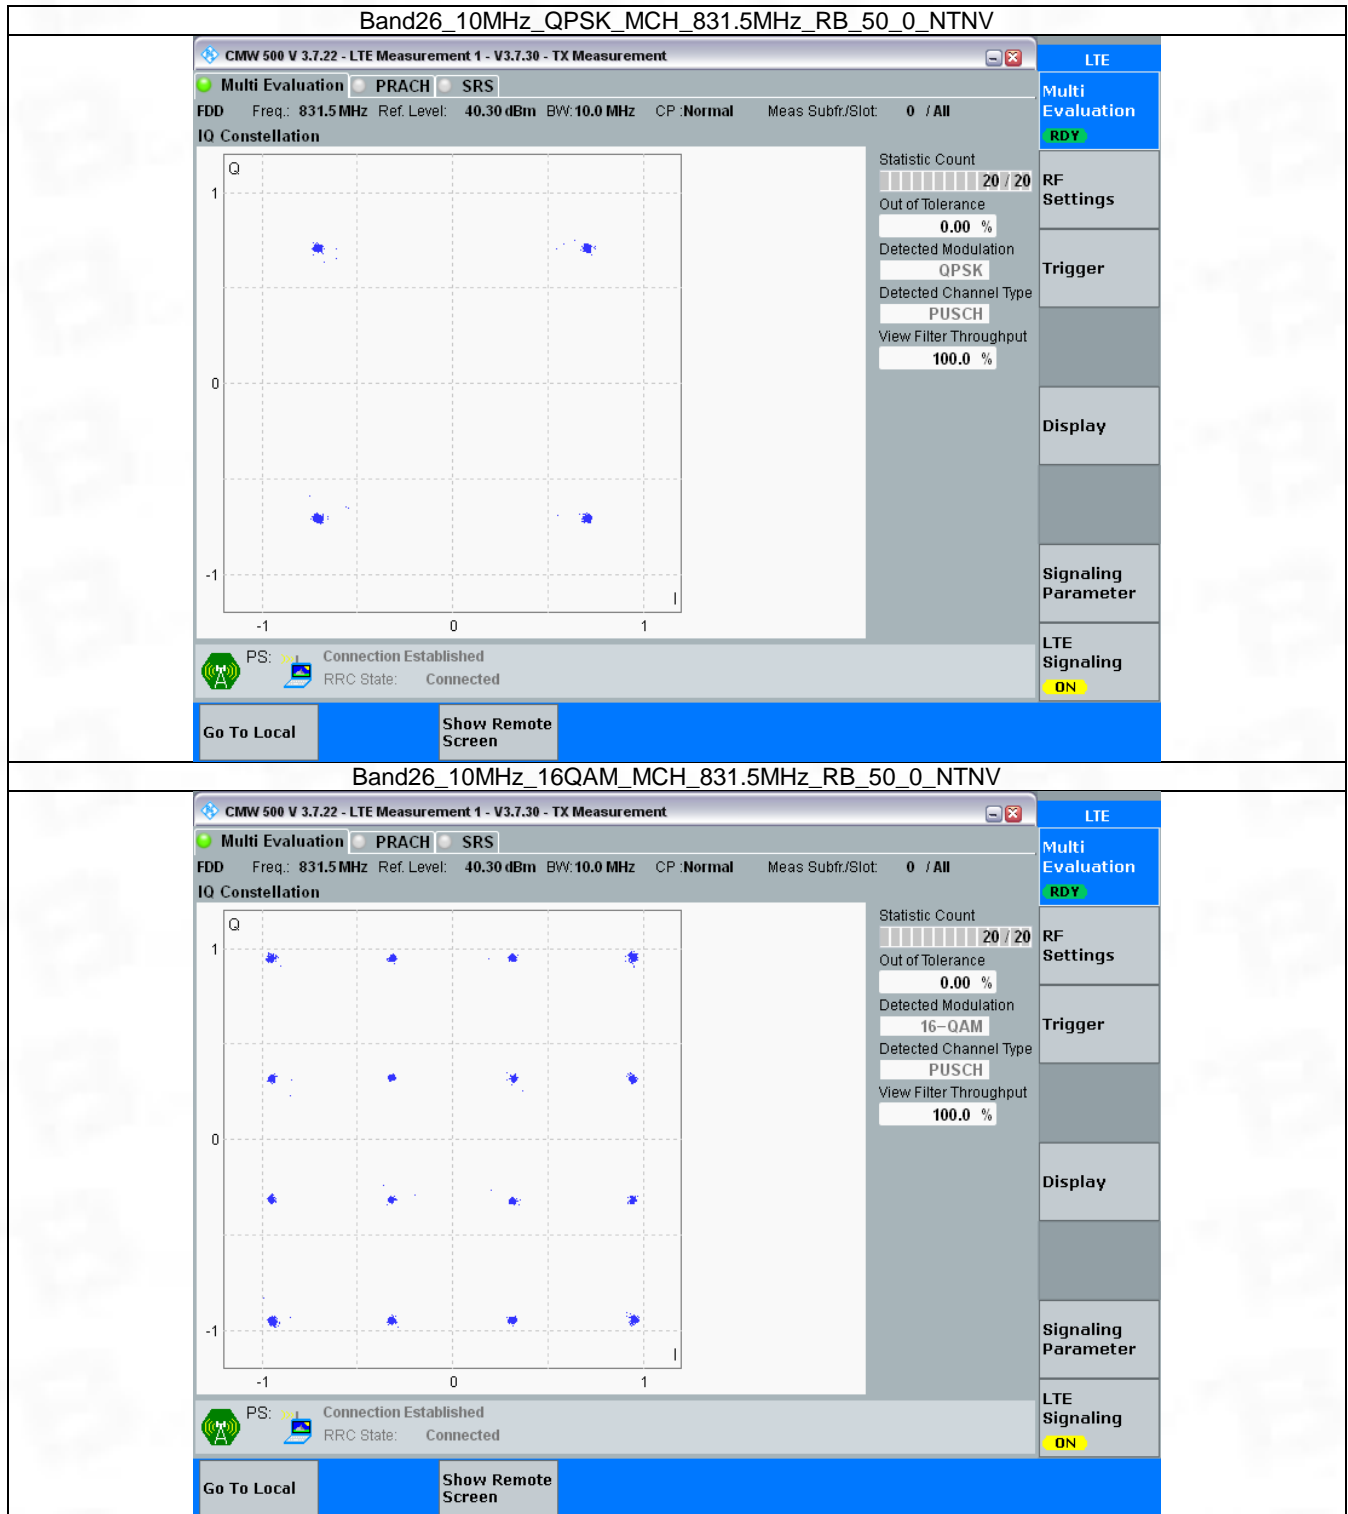 Band26_10MHz_QPSK_MCH_831.5MHz_RB_50_0_NTNV
CMW 500 V 3.7.22 - LTE Measurement 1 - V3.7.30 - TX Measurement
LTE
Multi Evaluation PRACH SRS
Multi
Evaluation
RDY
FDD Freq.: 831.5 MHz Ref. Level: 40.30 dBm BW: 10.0 MHz CP : Normal Meas Subfr./Slot: 0 / All
IQ Constellation
Q
1
0
-1
I
-1 0 1
Statistic Count
20 / 20
Out of Tolerance
0.00 %
Detected Modulation
QPSK
Detected Channel Type
PUSCH
View Filter Throughput
100.0 %
RF
Settings
Trigger
Display
Signaling
Parameter
LTE
Signaling
ON
PS: Connection Established
RRC State: Connected
Go To Local
Show Remote
Screen
Band26_10MHz_16QAM_MCH_831.5MHz_RB_50_0_NTNV
CMW 500 V 3.7.22 - LTE Measurement 1 - V3.7.30 - TX Measurement
LTE
Multi Evaluation PRACH SRS
Multi
Evaluation
RDY
FDD Freq.: 831.5 MHz Ref. Level: 40.30 dBm BW: 10.0 MHz CP : Normal Meas Subfr./Slot: 0 / All
IQ Constellation
Q
1
0
-1
I
-1 0 1
Statistic Count
20 / 20
Out of Tolerance
0.00 %
Detected Modulation
16-QAM
Detected Channel Type
PUSCH
View Filter Throughput
100.0 %
RF
Settings
Trigger
Display
Signaling
Parameter
LTE
Signaling
ON
PS: Connection Established
RRC State: Connected
Go To Local
Show Remote
Screen